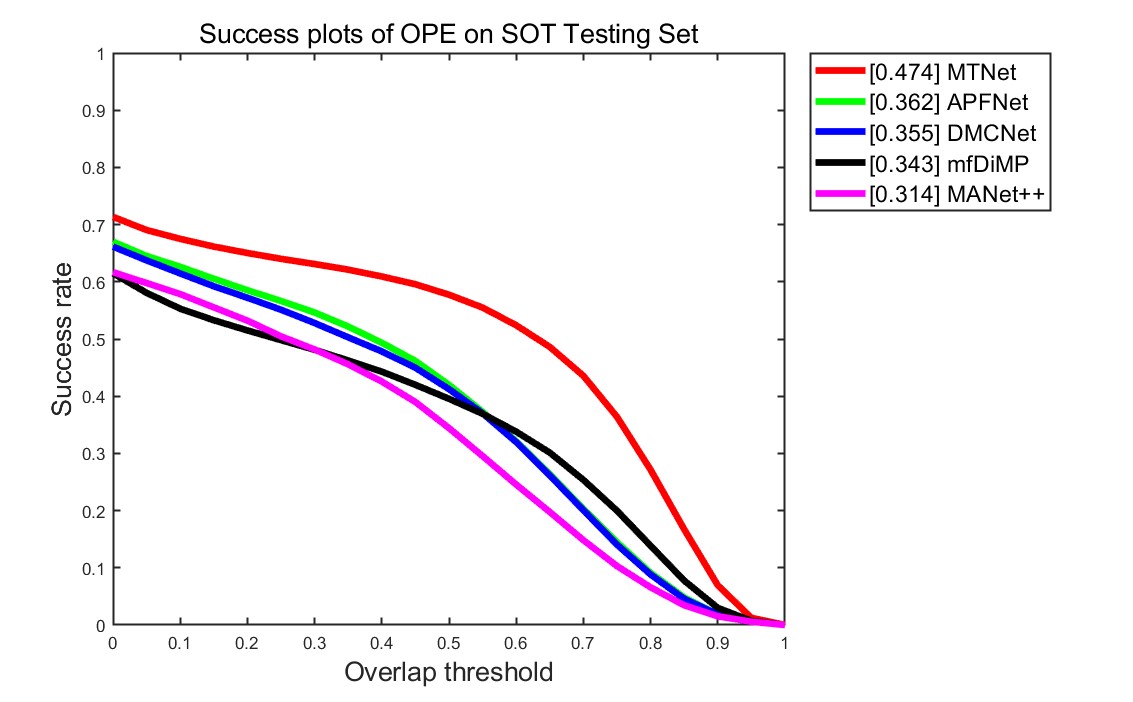 Success plots of OPE on SOT Testing Set
[0.474] MTNet
[0.362] APFNet
[0.355] DMCNet
[0.343] mfDiMP
[0.314] MANet++
Success rate
1
0.9
0.8
0.7
0.6
0.5
0.4
0.3
0.2
0.1
0
0 0.1 0.2 0.3 0.4 0.5 0.6 0.7 0.8 0.9 1
Overlap threshold